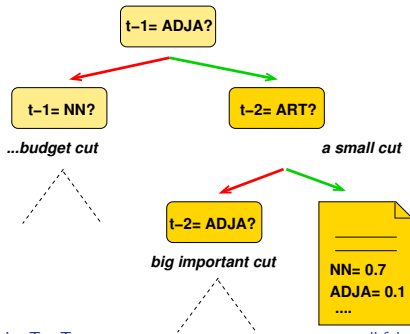 t−1= ADJA?
t−1= NN?
t−2= ART?
...budget cut
a small cut
t−2= ADJA?
big important cut
NN= 0.7
ADJA= 0.1
....